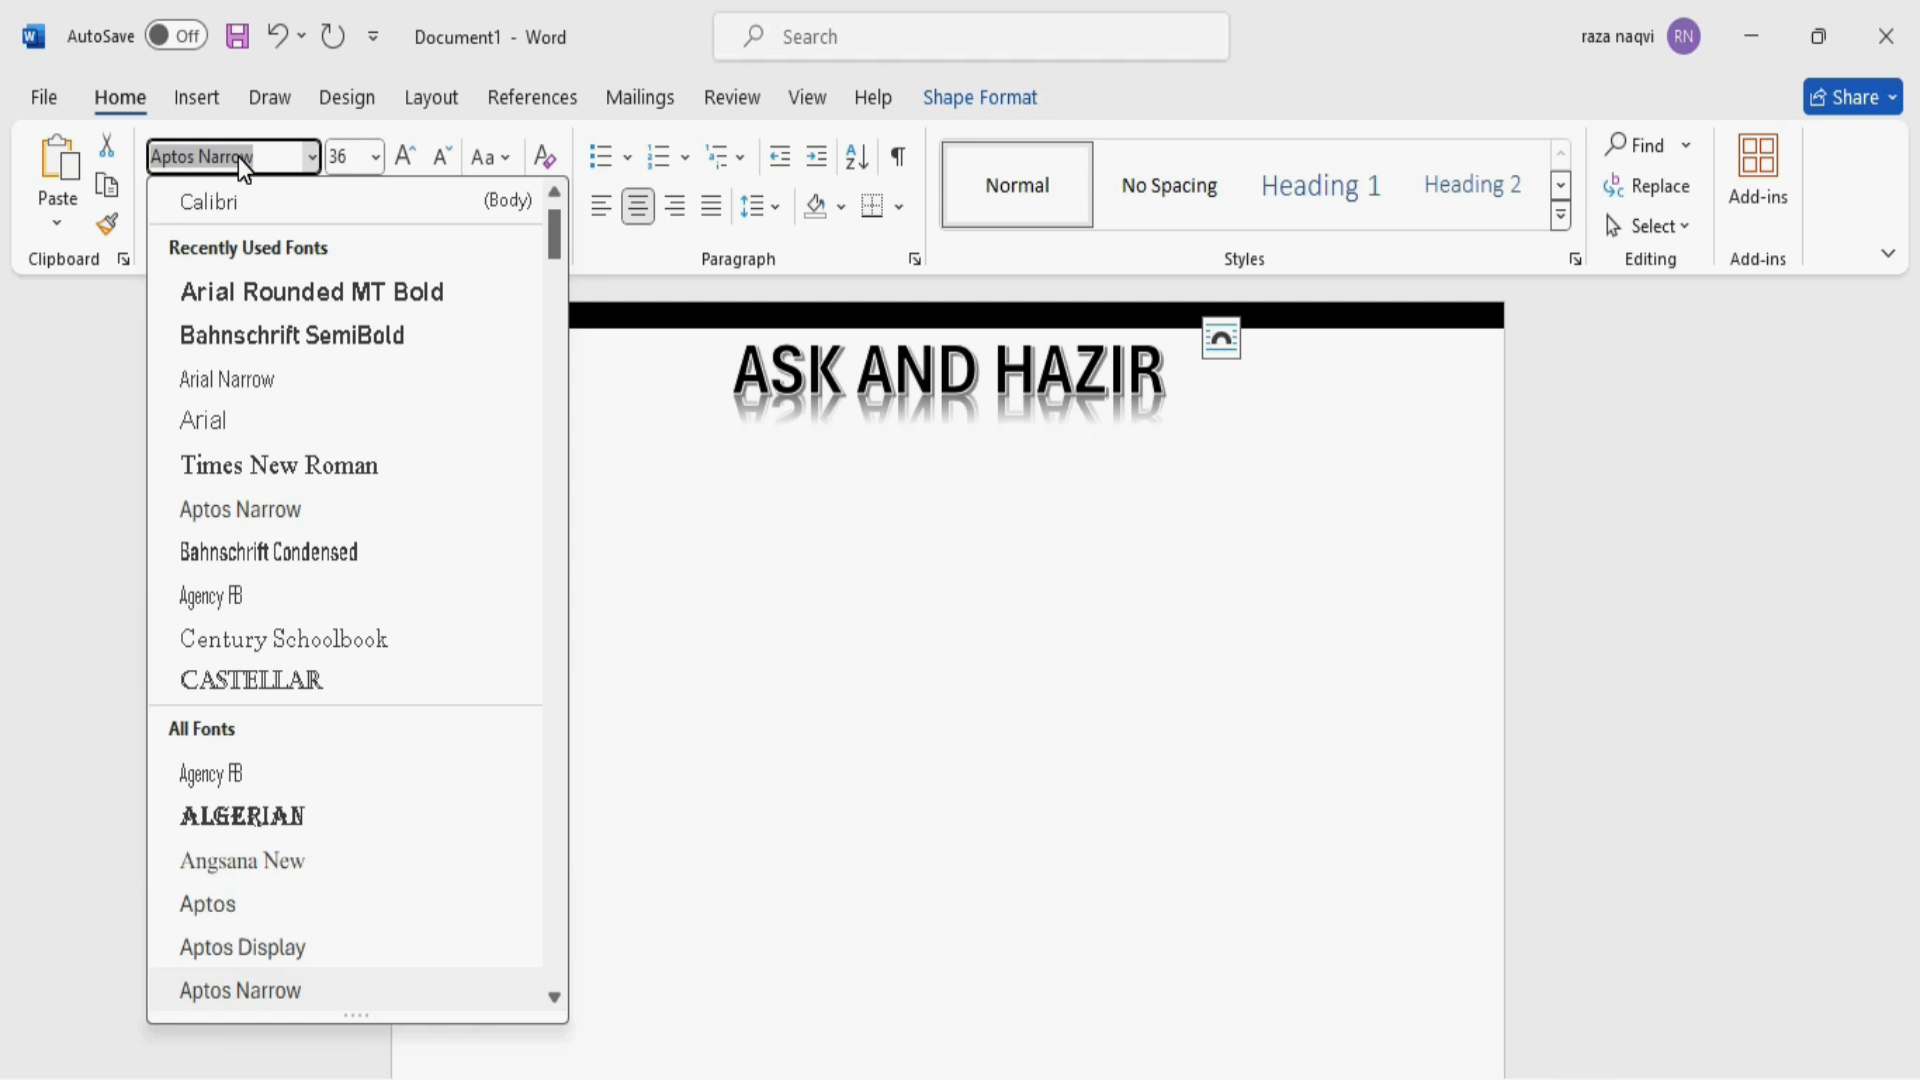 AutoSave Off Document1 - Word Search raza naqvi RN
File Home Insert Draw Design Layout References Mailings Review View Help Shape Format Share
Paste
Clipboard
Aptos Narrow 36 Aa
Calibri (Body)
Recently Used Fonts
Arial Rounded MT Bold
Bahnschrift SemiBold
Arial Narrow
Arial
Times New Roman
Aptos Narrow
Bahnschrift Condensed
Agency FB
Century Schoolbook
CASTELLAR
All Fonts
Agency FB
ALGERIAN
Angsana New
Aptos
Aptos Display
Aptos Narrow
Paragraph
Normal No Spacing Heading 1 Heading 2
Styles
Find
Replace
Select
Editing
Add-ins
Add-ins
ASK AND HAZIR